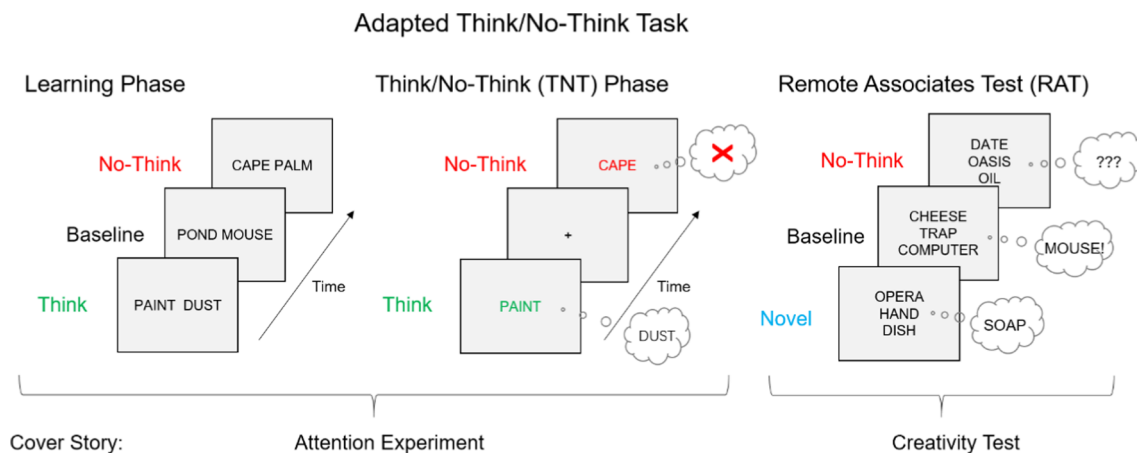 Adapted Think/No-Think Task
Learning Phase
No-Think
CAPE PALM
Baseline
POND MOUSE
Think
PAINT DUST
Time
Think/No-Think (TNT) Phase
No-Think
CAPE
+
Think
PAINT
DUST
Time
Remote Associates Test (RAT)
No-Think
DATE
OASIS
OIL
???
Baseline
CHEESE
TRAP
COMPUTER
MOUSE!
Novel
OPERA
HAND
DISH
SOAP
Cover Story:
Attention Experiment
Creativity Test